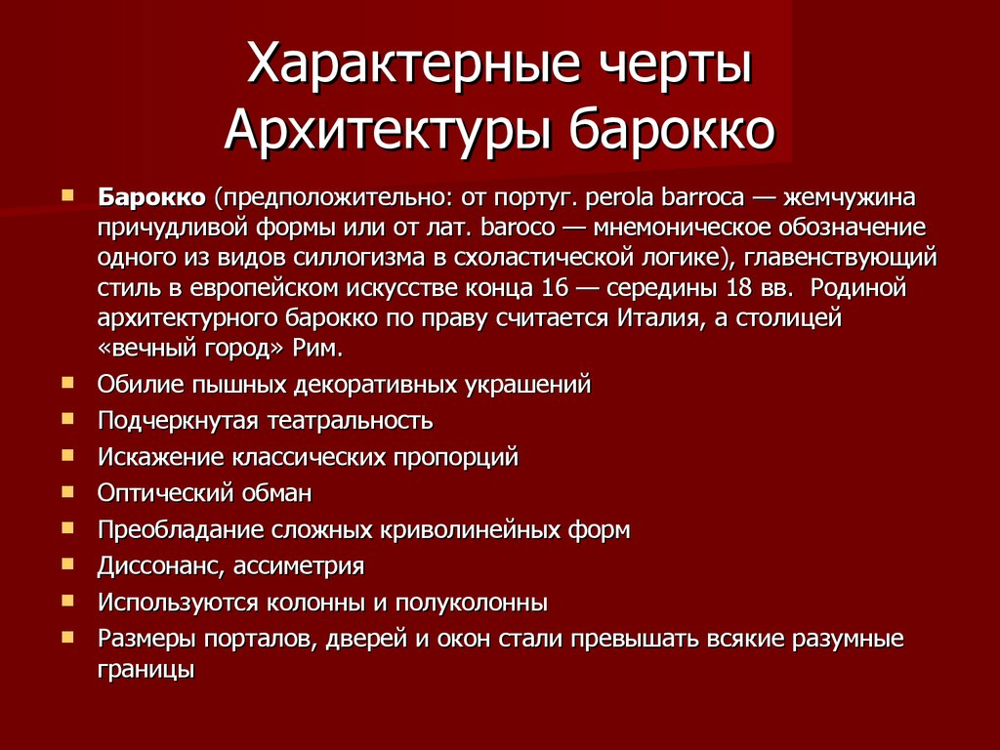 Характерные черты
Архитектуры барокко
Барокко (предположительно: от португ. perola barroca — жемчужина
причудливой формы или от лат. baroco — мнемоническое обозначение
одного из видов силлогизма в схоластической логике), главенствующий
стиль в европейском искусстве конца 16 — середины 18 вв.  Родиной
архитектурного барокко по праву считается Италия, а столицей
«вечный город» Рим.
Обилие пышных декоративных украшений
Подчеркнутая театральность
Искажение классических пропорций
Оптический обман
Преобладание сложных криволинейных форм
Диссонанс, ассиметрия
Используются колонны и полуколонны
Размеры порталов, дверей и окон стали превышать всякие разумные
границы